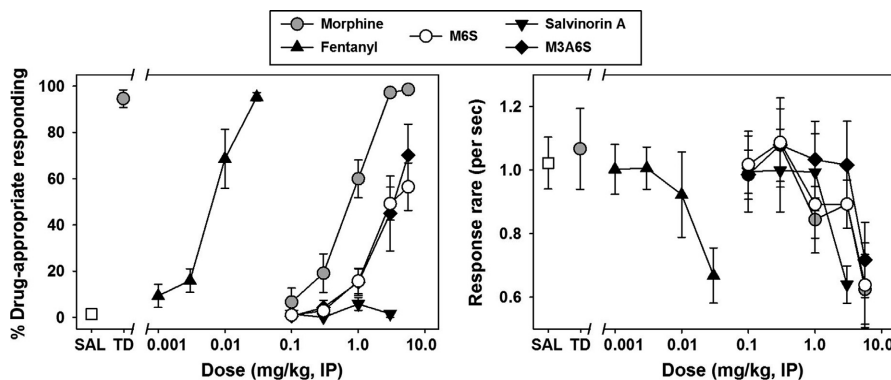 Morphine
Fentanyl
M6S
Salvinorin A
M3A6S
% Drug-appropriate responding
100
80
60
40
20
0
SAL TD 0.001 0.01 0.1 1.0 10.0
Dose (mg/kg, IP)
Response rare (per sec)
1.2
1.0
0.8
0.6
SAL TD 0.001 0.01 0.1 1.0 10.0
Dose (mg/kg, IP)